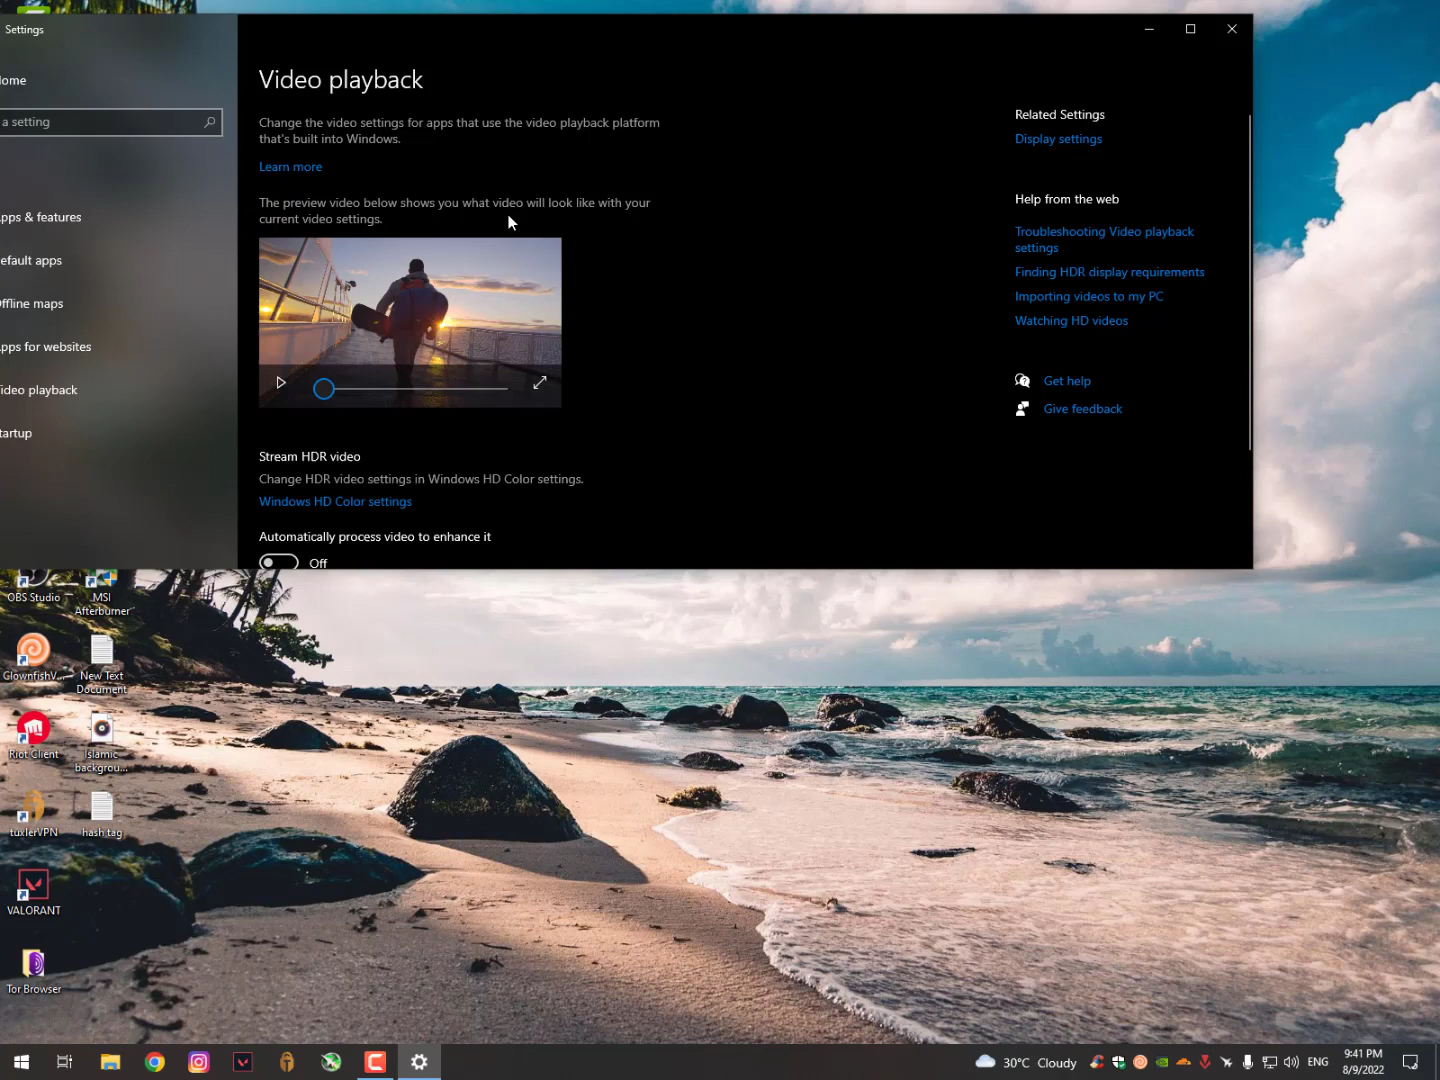 Settings
ome
a setting
pps & features
efault apps
ffline maps
pps for websites
ideo playback
tartup
Video playback
Change the video settings for apps that use the video playback platform
that's built into Windows.
Learn more
The preview video below shows you what video will look like with your
current video settings.
Stream HDR video
Change HDR video settings in Windows HD Color settings.
Windows HD Color settings
Automatically process video to enhance it
Off
Related Settings
Display settings
Help from the web
Troubleshooting Video playback
settings
Finding HDR display requirements
Importing videos to my PC
Watching HD videos
Get help
Give feedback
OBS Studio
MSI
Afterburner
ClownfishV...
New Text
Document
Riot Client
Islamic
backgrou...
tuxlerVPN
hash tag
VALORANT
Tor Browser
30°C Cloudy
ENG
9:41 PM
8/9/2022